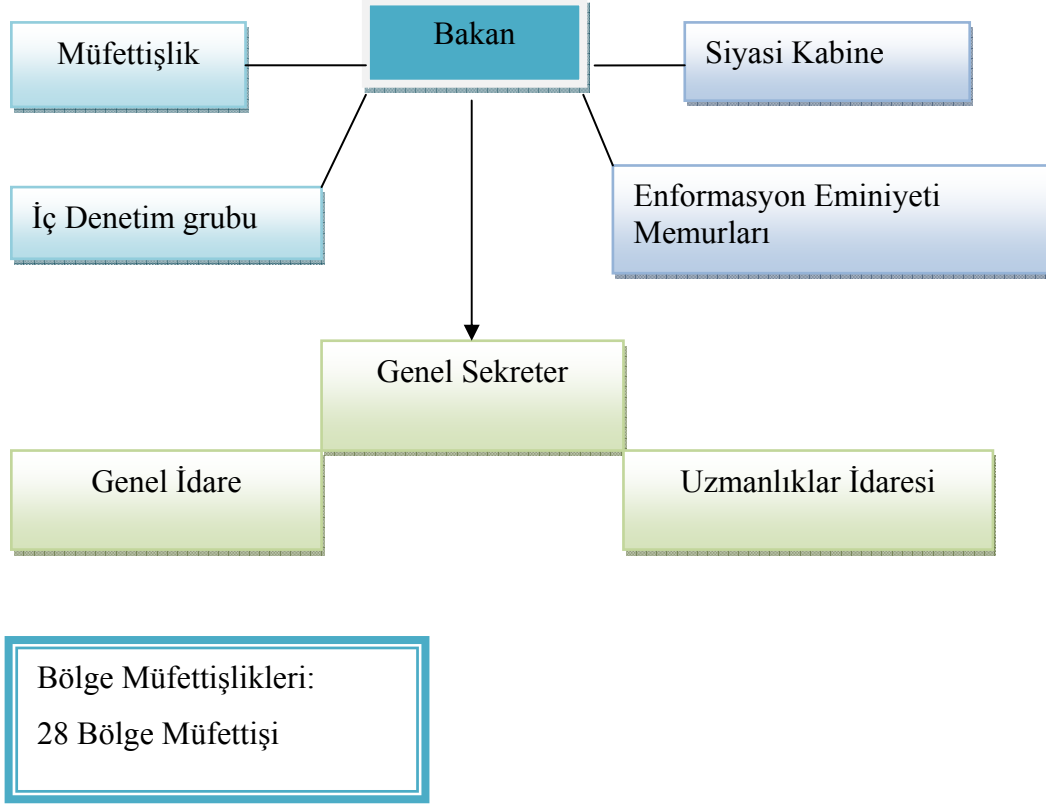 Müfettişlik
Bakan
Siyasi Kabine
İç Denetim grubu
Enformasyon Eminiyeti
Memurları
Genel Sekreter
Genel İdare
Uzmanlıklar İdaresi
Bölge Müfettişlikleri:
28 Bölge Müfettişi